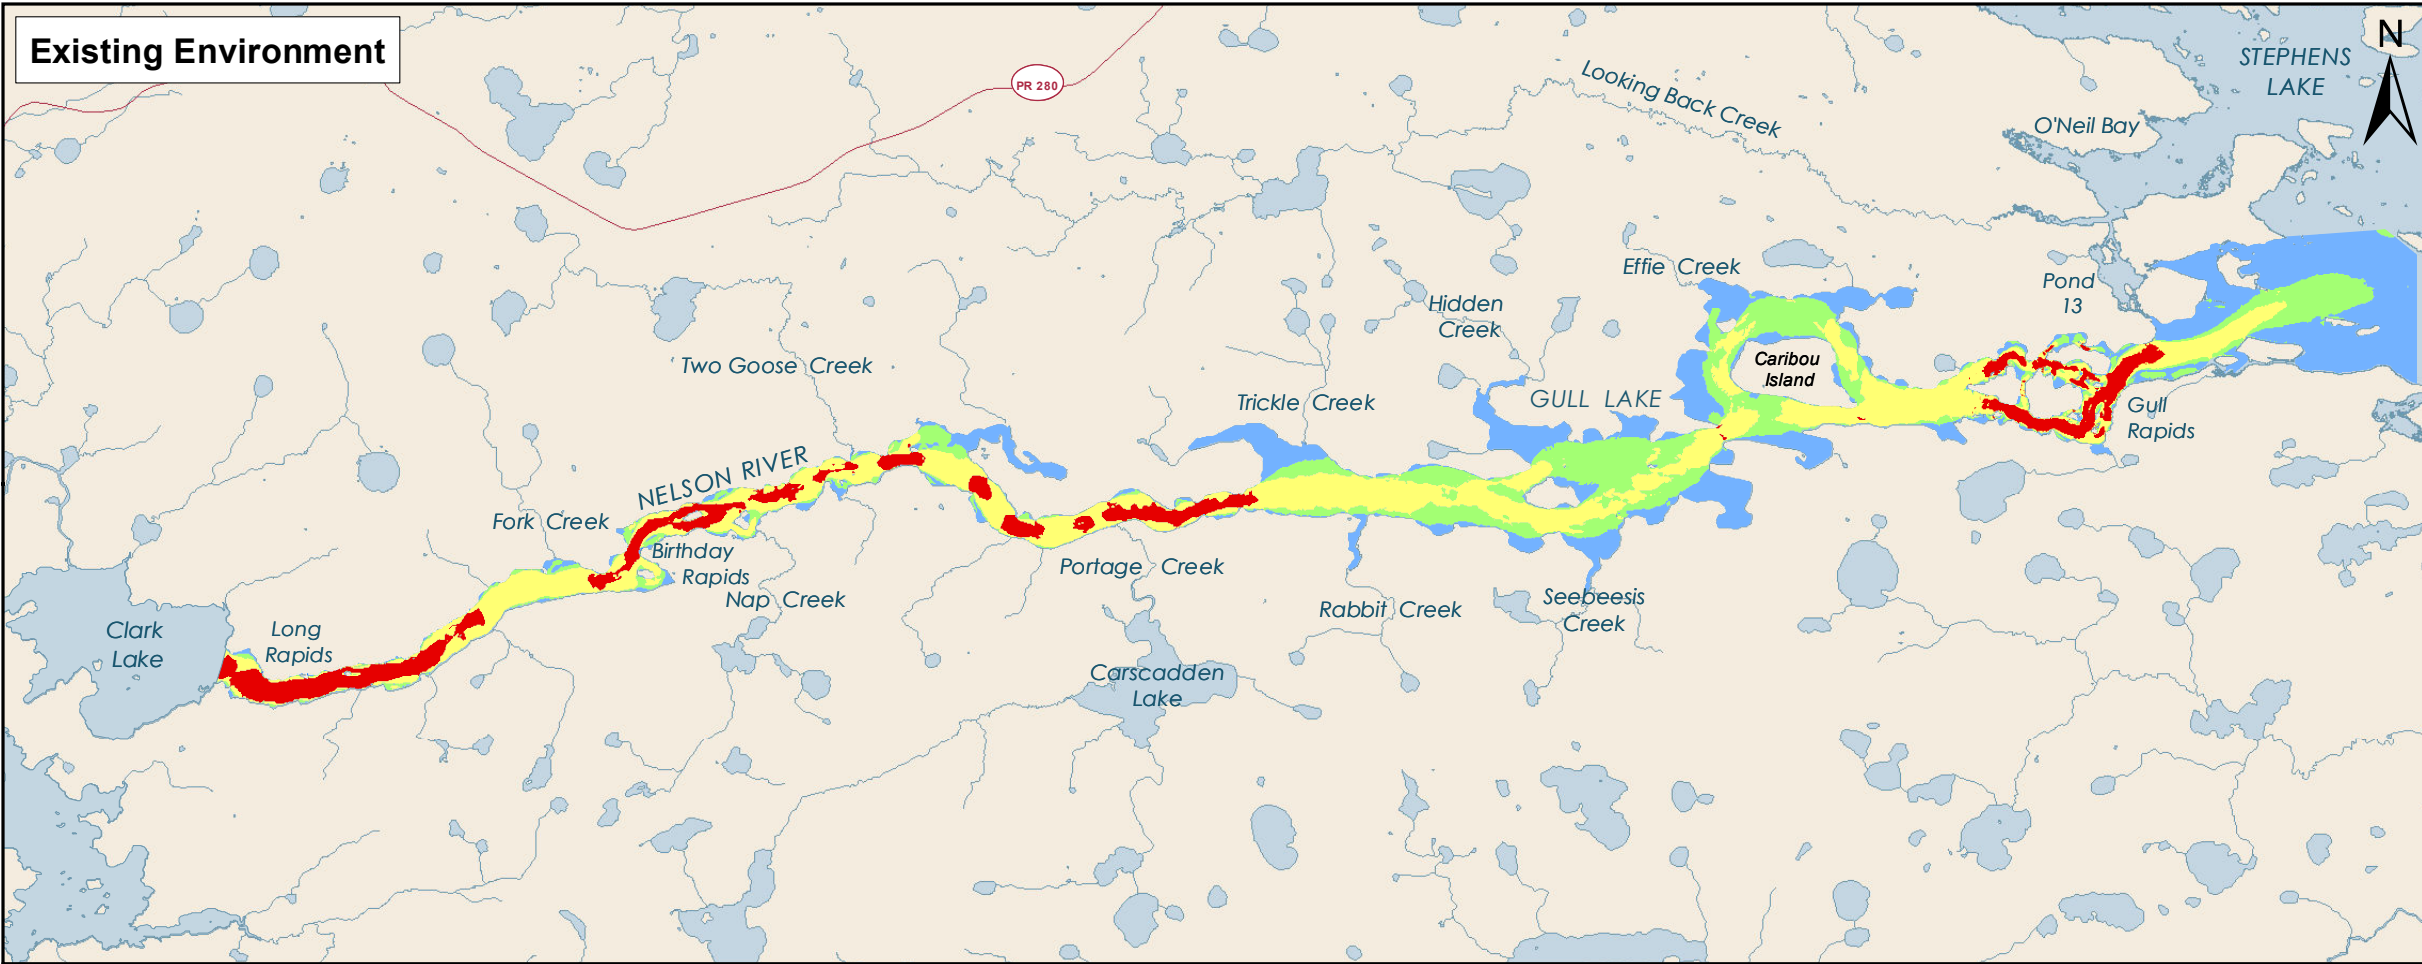 Existing Environment
N
STEPHENS
LAKE
PR 280
Looking Back Creek
O'Neil Bay
Effie Creek
Pond
13
Hidden
Creek
Two Goose Creek
Caribou
Island
GULL LAKE
Trickle Creek
Gull
Rapids
NELSON RIVER
Fork Creek
Birthday
Rapids
Portage Creek
Nap Creek
Rabbit Creek
Seebeesis
Creek
Clark
Lake
Long
Rapids
Carscadden
Lake